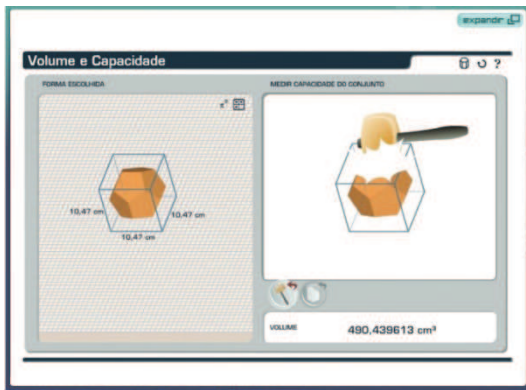 expandir
Volume e Capacidade
?
FORMA ESCOLHIDA
MEDIR CAPACIDADE DO CONJUNTO
10,47 cm
10,47 cm
10,47 cm
VOLUME
490,439613 cm³